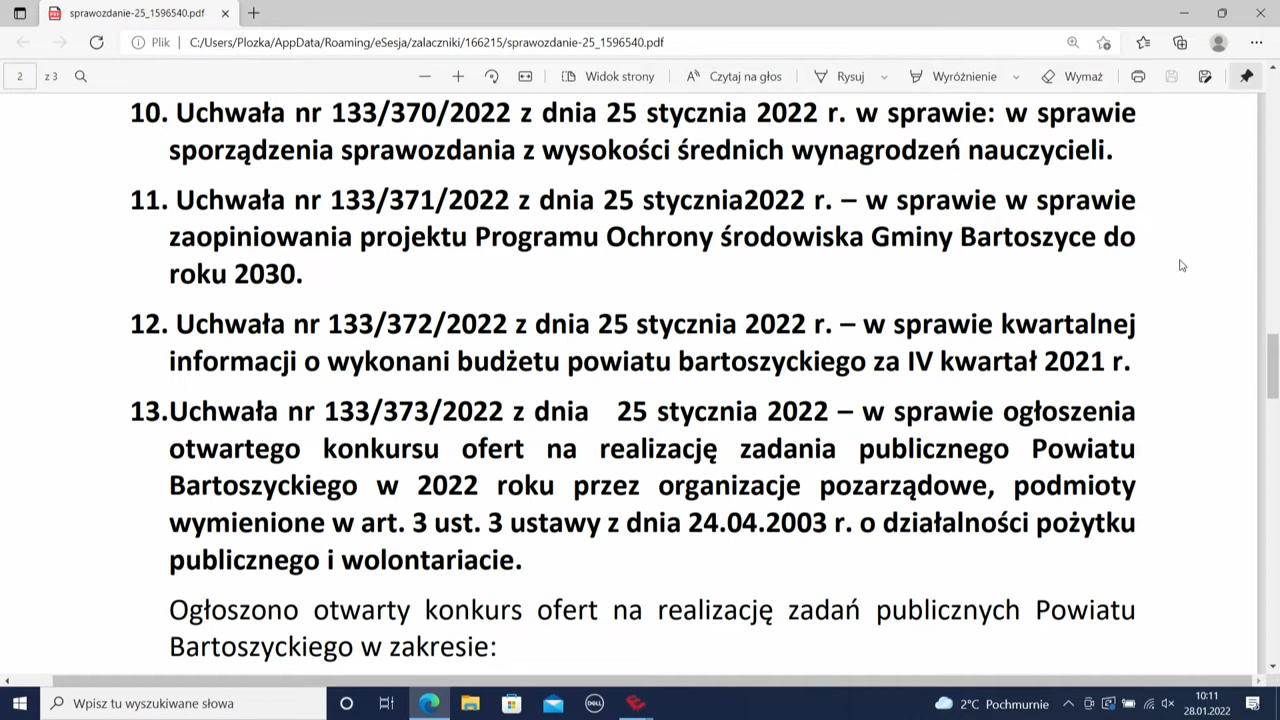 sprawozdanie-25_1596540.pdf
Plik | C:/Users/Plozka/AppData/Roaming/eSesja/zalaczniki/166215/sprawozdanie-25_1596540.pdf
2 z 3 Widok strony Czytaj na głos Rysuj Wyróżnienie Wymaż
10. Uchwała nr 133/370/2022 z dnia 25 stycznia 2022 r. w sprawie: w sprawie
sporządzenia sprawozdania z wysokości średnich wynagrodzeń nauczycieli.
11. Uchwała nr 133/371/2022 z dnia 25 stycznia2022 r. – w sprawie w sprawie
zaopiniowania projektu Programu Ochrony środowiska Gminy Bartoszyce do
roku 2030.
12. Uchwała nr 133/372/2022 z dnia 25 stycznia 2022 r. – w sprawie kwartalnej
informacji o wykonani budżetu powiatu bartoszyckiego za IV kwartał 2021 r.
13.Uchwała nr 133/373/2022 z dnia 25 stycznia 2022 – w sprawie ogłoszenia
otwartego konkursu ofert na realizację zadania publicznego Powiatu
Bartoszyckiego w 2022 roku przez organizacje pozarządowe, podmioty
wymienione w art. 3 ust. 3 ustawy z dnia 24.04.2003 r. o działalności pożytku
publicznego i wolontariacie.
Ogłoszono otwarty konkurs ofert na realizację zadań publicznych Powiatu
Bartoszyckiego w zakresie:
Wpisz tu wyszukiwane słowa DELL 2°C Pochmurnie 10:11
28.01.2022